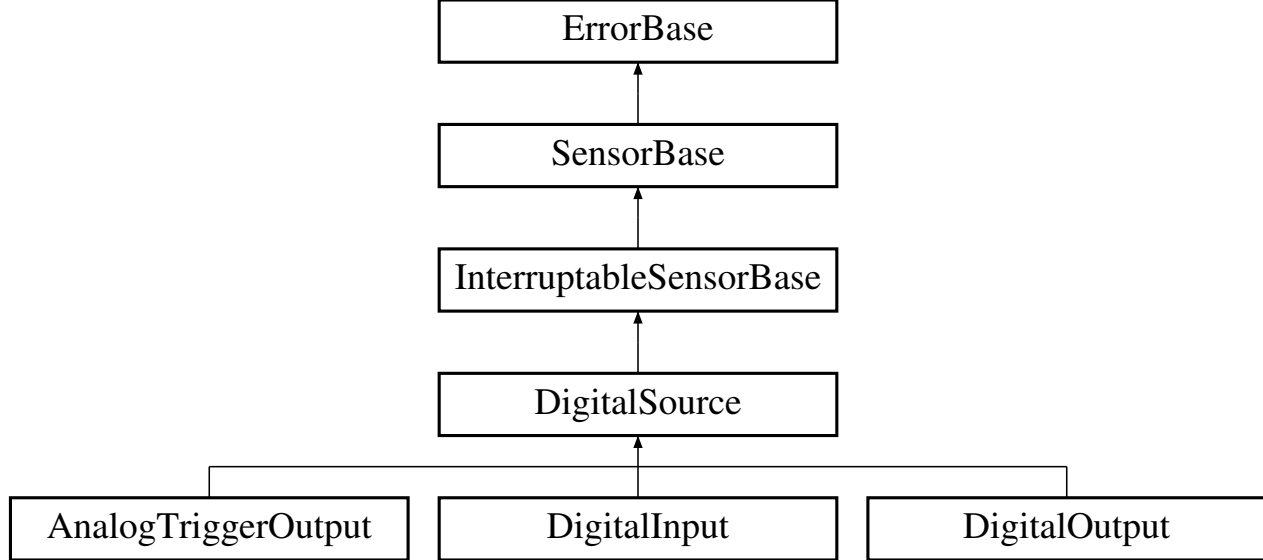 ErrorBase
SensorBase
InterruptableSensorBase
DigitalSource
AnalogTriggerOutput
DigitalInput
DigitalOutput